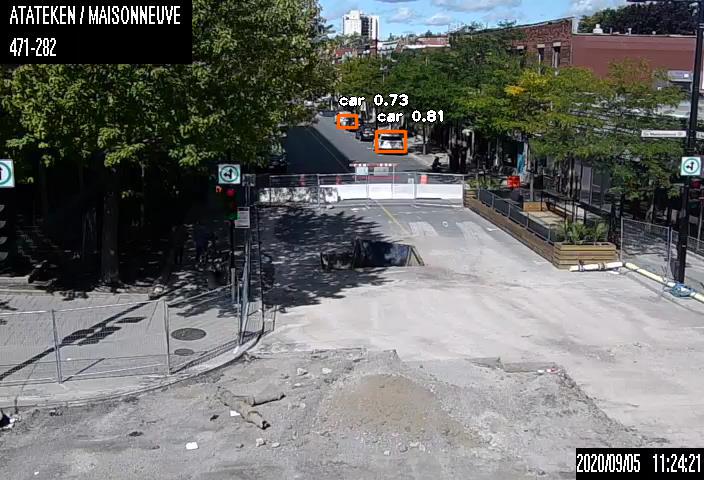 ATATEKEN / MAISONNEUVE
471-282
car 0.73
car 0.81
2020/09/05 11:24:21